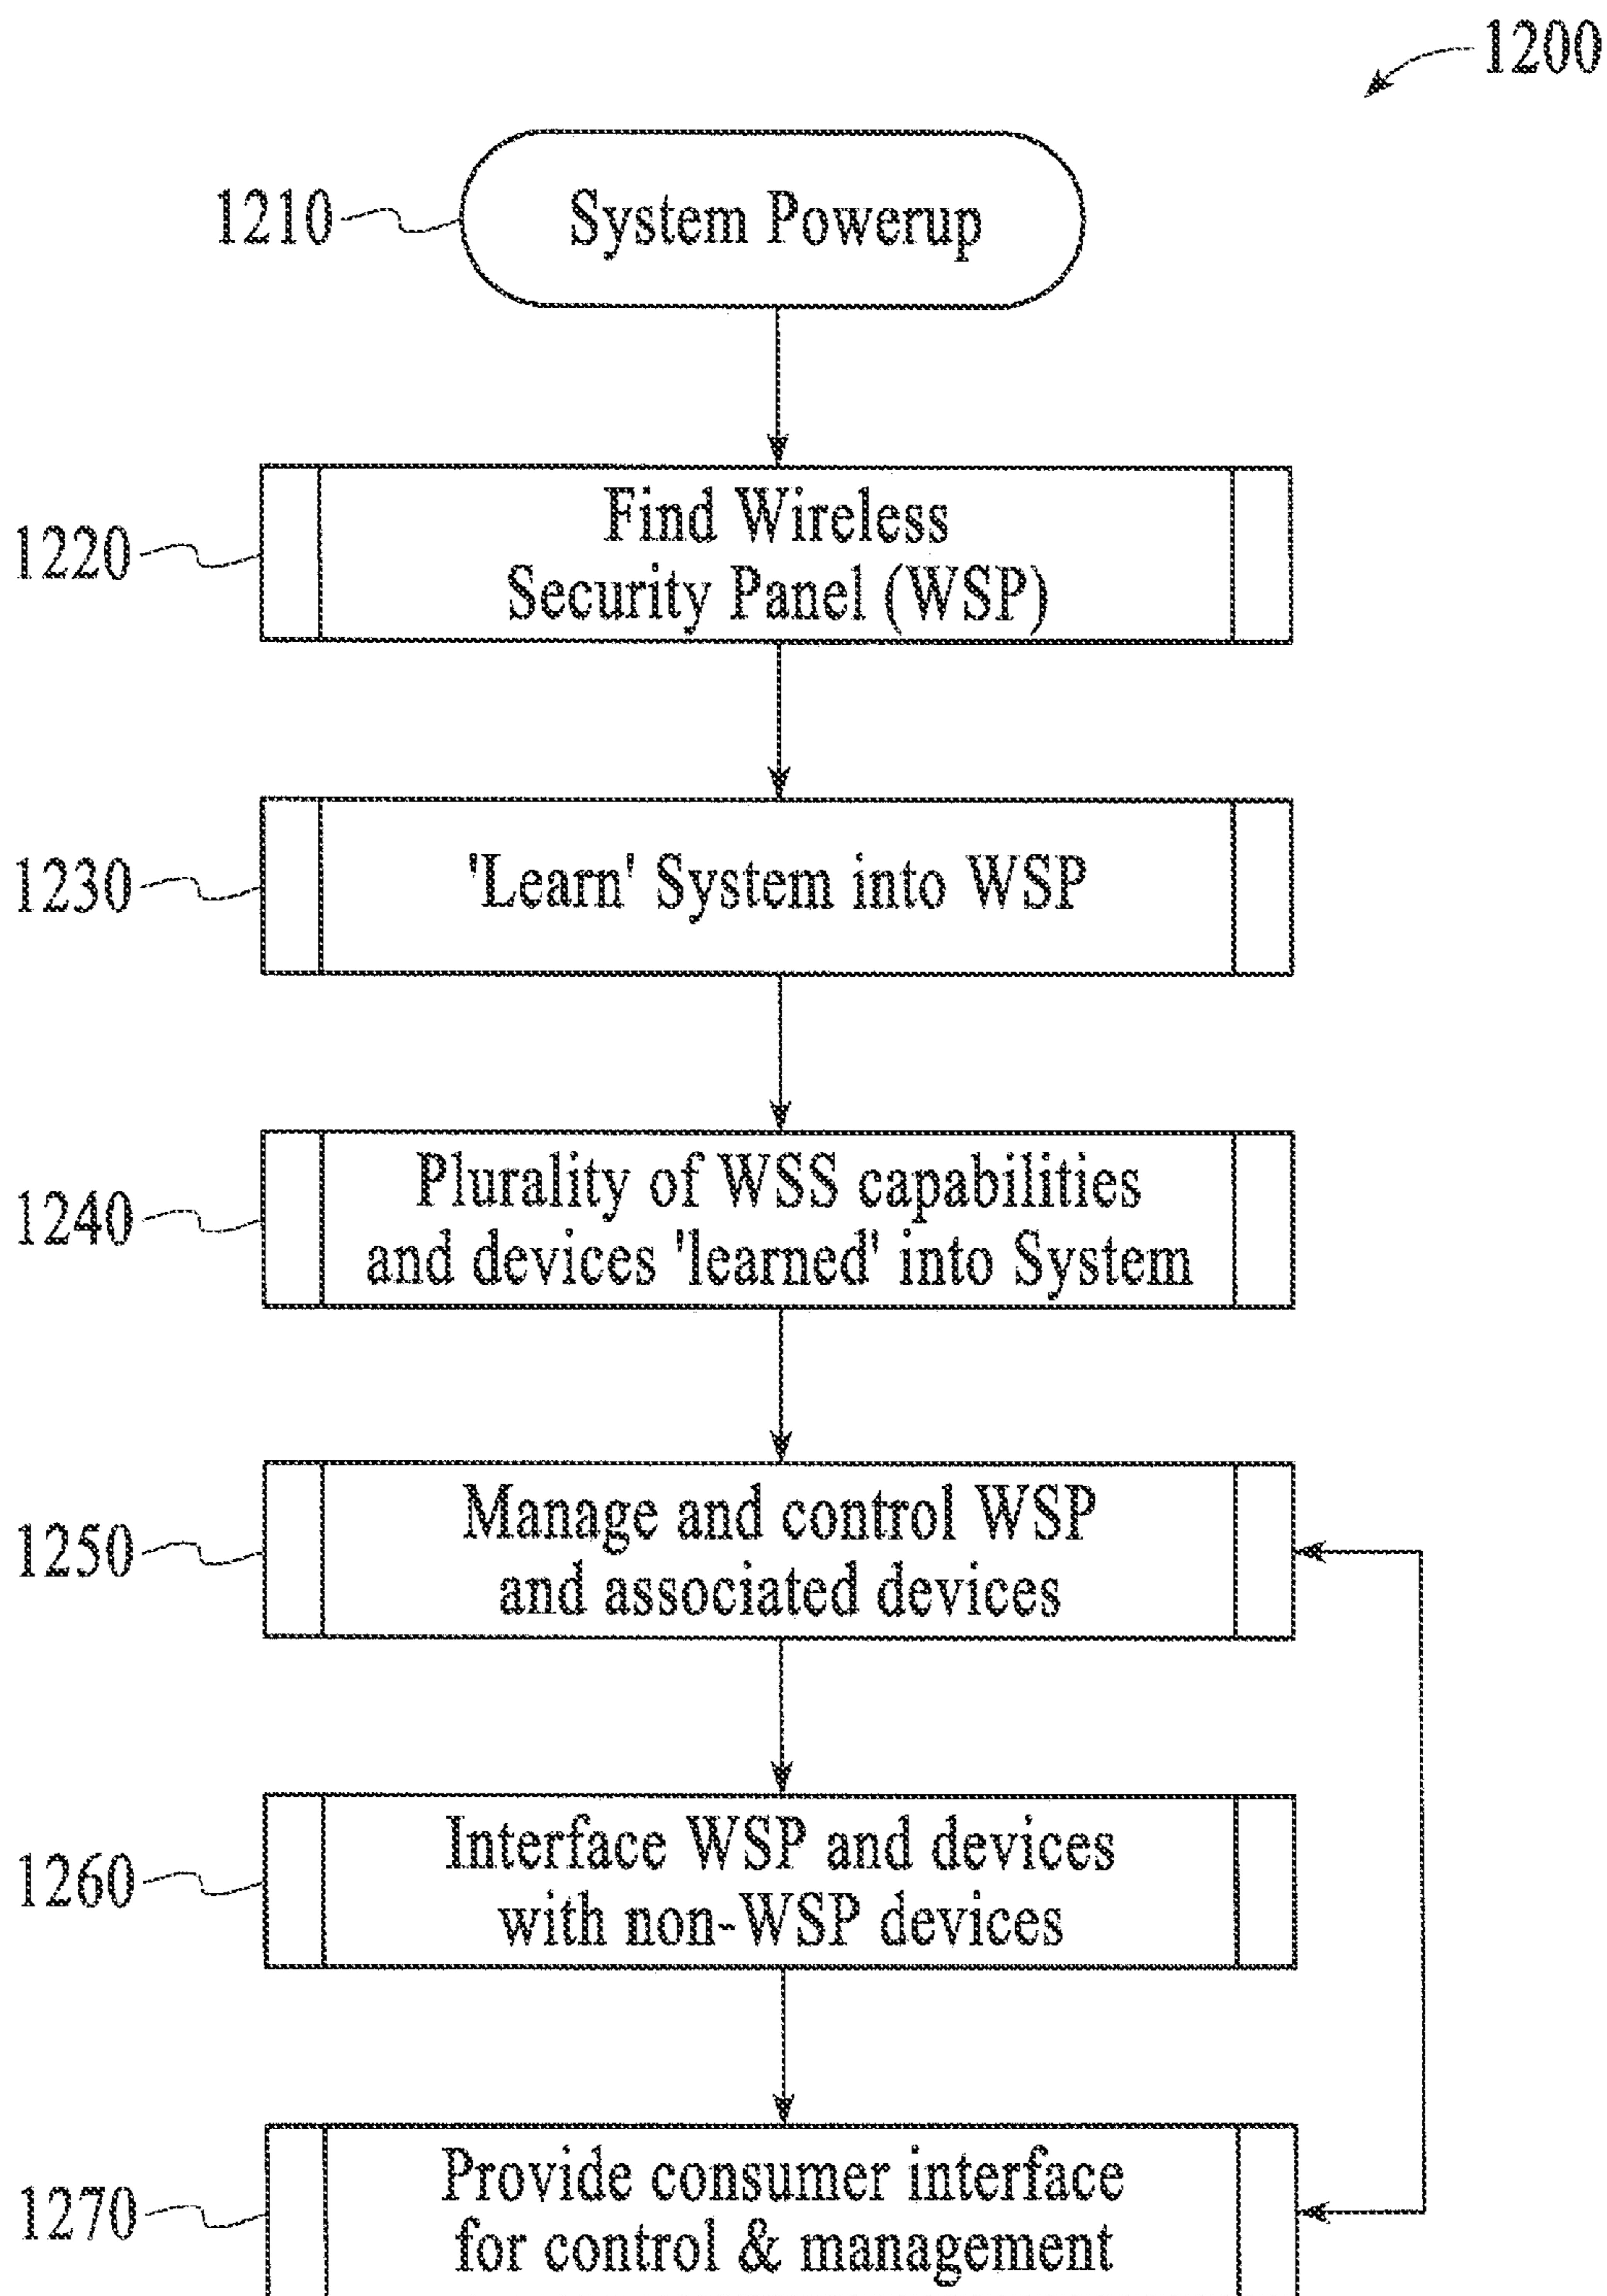 1200
1210
System Powerup
1220
Find Wireless
Security Panel (WSP)
1230
'Learn' System into WSP
1240
Plurality of WSS capabilities
and devices 'learned' into System
1250
Manage and control WSP
and associated devices
1260
Interface WSP and devices
with non-WSP devices
1270
Provide consumer interface
for control & management